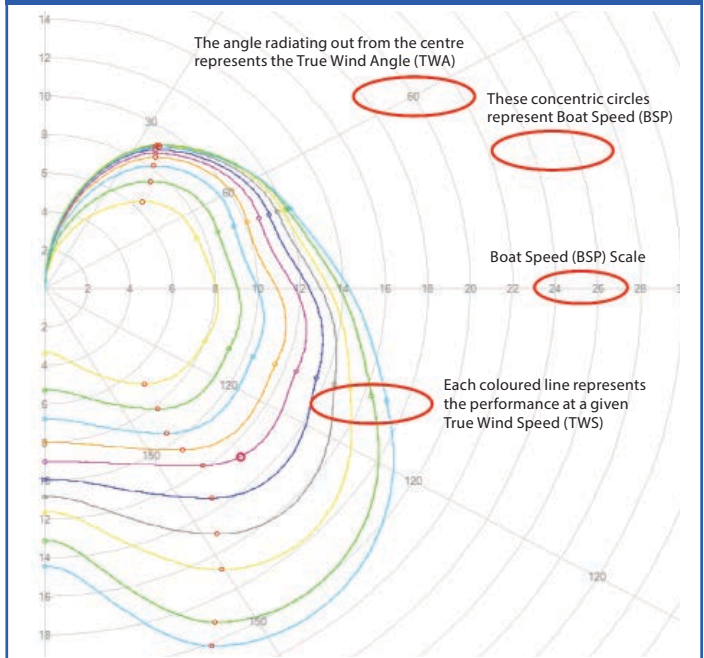 14
12
10
8
6
4
2
The angle radiating out from the centre
represents the True Wind Angle (TWA)
60
These concentric circles
represent Boat Speed (BSP)
30
60
Boat Speed (BSP) Scale
2 4 6 8 10 12 14 16 18 20 22 24 26 28
2
4
6
8
12
14
16
18
120
Each coloured line represents
the performance at a given
True Wind Speed (TWS)
150
120
120
150